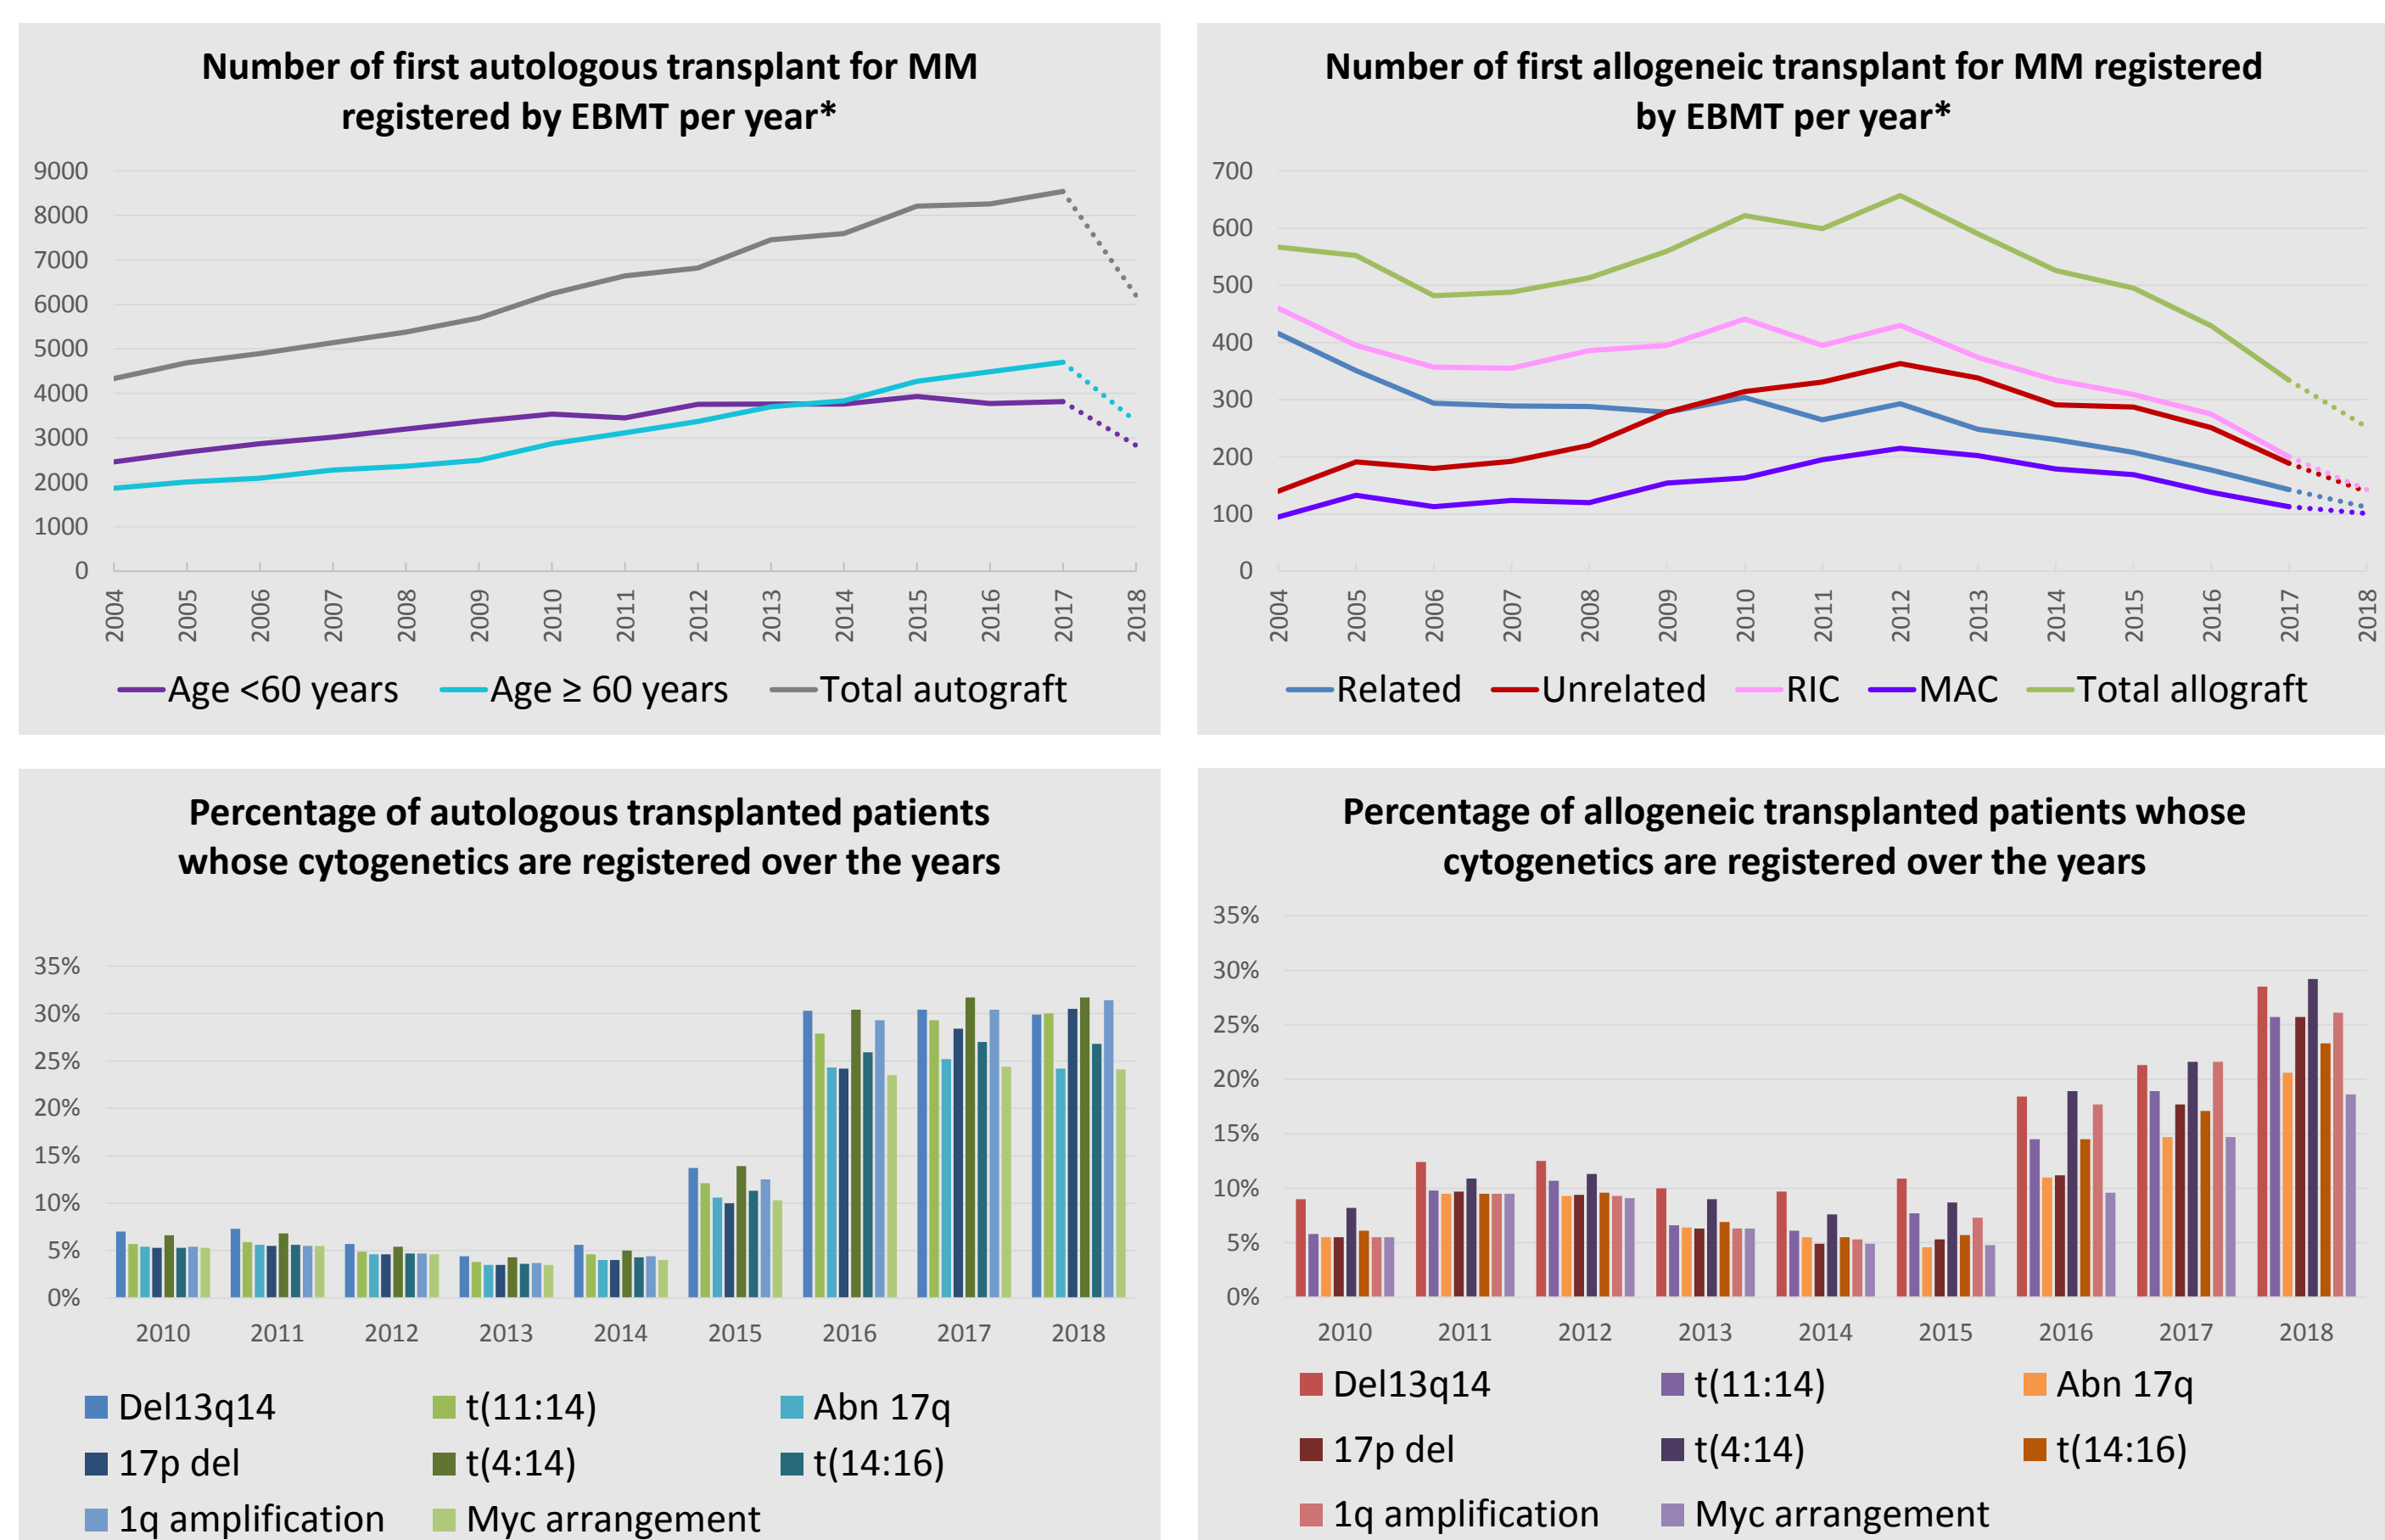 Number of first autologous transplant for MM
registered by EBMT per year*
9000
8000
7000
6000
5000
4000
3000
2000
1000
0
2004 2005 2006 2007 2008 2009 2010 2011 2012 2013 2014 2015 2016 2017 2018
Age <60 years Age ≥ 60 years Total autograft
Number of first allogeneic transplant for MM registered
by EBMT per year*
700
600
500
400
300
200
100
0
2004 2005 2006 2007 2008 2009 2010 2011 2012 2013 2014 2015 2016 2017 2018
Related Unrelated RIC MAC Total allograft
Percentage of autologous transplanted patients
whose cytogenetics are registered over the years
35%
30%
25%
20%
15%
10%
5%
0%
2010 2011 2012 2013 2014 2015 2016 2017 2018
Del13q14 t(11:14) Abn 17q
17p del t(4:14) t(14:16)
1q amplification Myc arrangement
Percentage of allogeneic transplanted patients whose
cytogenetics are registered over the years
35%
30%
25%
20%
15%
10%
5%
0%
2010 2011 2012 2013 2014 2015 2016 2017 2018
Del13q14 t(11:14) Abn 17q
17p del t(4:14) t(14:16)
1q amplification Myc arrangement